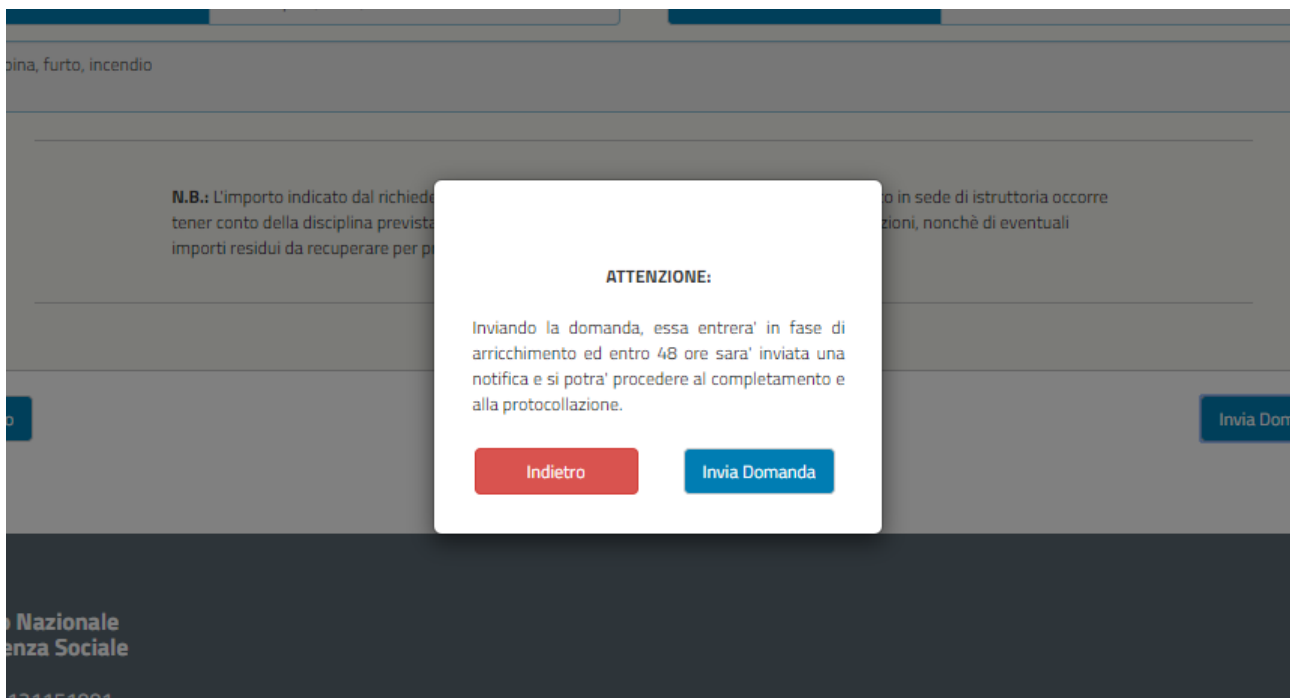 pina, furto, incendio
N.B.: L'importo indicato dal richiede
to in sede di istruttoria occorre
tener conto della disciplina prevista
zioni, nonchè di eventuali
importi residui da recuperare per pr
ATTENZIONE:
Inviando la domanda, essa entrera' in fase di
arricchimento ed entro 48 ore sara' inviata una
notifica e si potra' procedere al completamento e
alla protocollazione.
o
Invia Dom
Indietro
Invia Domanda
o Nazionale
enza Sociale